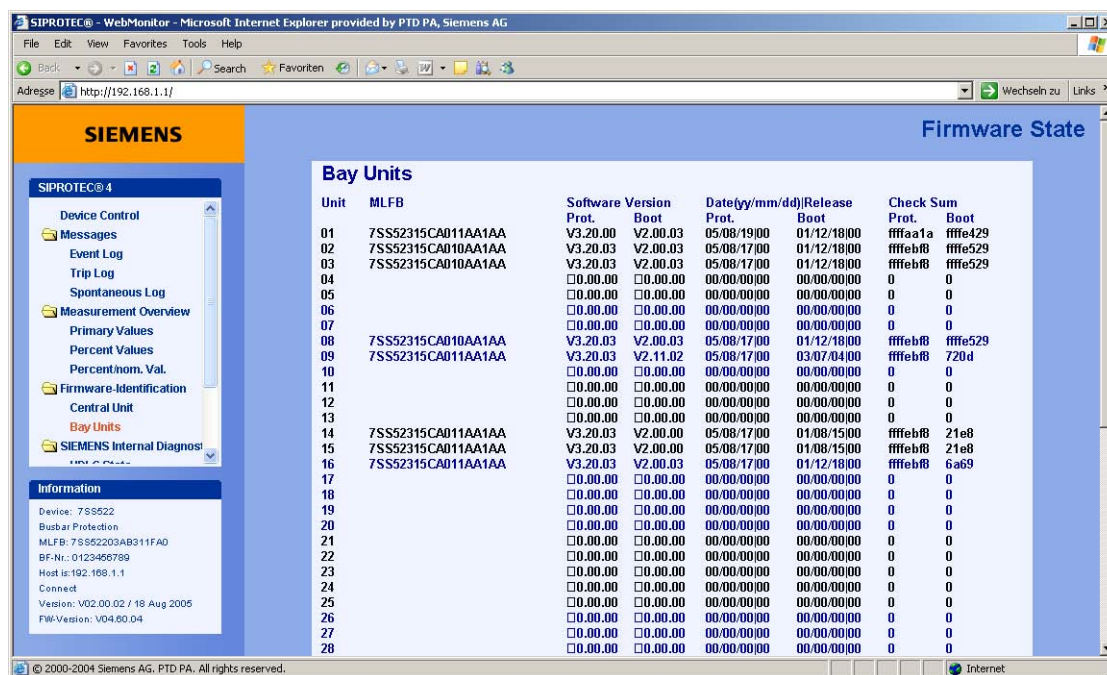 SIPROTEC® - WebMonitor - Microsoft Internet Explorer provided by PTD PA, Siemens AG
File Edit View Favorites Tools Help
Back Search Favoriten
Adresse http://192.168.1.1/ Wechseln zu Links
SIEMENS
Firmware State
SIPROTEC® 4
Device Control
Messages
Event Log
Trip Log
Spontaneous Log
Measurement Overview
Primary Values
Percent Values
Percent/nom. Val.
Firmware-Identification
Central Unit
Bay Units
SIEMENS Internal Diagnos
Information
Device: 7SS522
Busbar Protection
MLFB: 7SS52203AB311FA0
BF-Nr.: 0123456789
Host is:192.168.1.1
Connect
Version: V02.00.02 / 18 Aug 2005
FW-Version: V04.60.04
Bay Units
Unit MLFB Software Version Date(yy/mm/dd)|Release Check Sum
Prot. Boot Prot. Boot Prot. Boot
01 7SS52315CA011AA1AA V3.20.00 V2.00.03 05/08/19|00 01/12/18|00 ffffaa1a ffffe429
02 7SS52315CA010AA1AA V3.20.03 V2.00.03 05/08/17|00 01/12/18|00 ffffebf8 ffffe529
03 7SS52315CA010AA1AA V3.20.03 V2.00.03 05/08/17|00 01/12/18|00 ffffebf8 ffffe529
04 □0.00.00 □0.00.00 00/00/00|00 00/00/00|00 0 0
05 □0.00.00 □0.00.00 00/00/00|00 00/00/00|00 0 0
06 □0.00.00 □0.00.00 00/00/00|00 00/00/00|00 0 0
07 □0.00.00 □0.00.00 00/00/00|00 00/00/00|00 0 0
08 7SS52315CA010AA1AA V3.20.03 V2.00.03 05/08/17|00 01/12/18|00 ffffebf8 ffffe529
09 7SS52315CA011AA1AA V3.20.03 V2.11.02 05/08/17|00 03/07/04|00 ffffebf8 720d
10 □0.00.00 □0.00.00 00/00/00|00 00/00/00|00 0 0
11 □0.00.00 □0.00.00 00/00/00|00 00/00/00|00 0 0
12 □0.00.00 □0.00.00 00/00/00|00 00/00/00|00 0 0
13 □0.00.00 □0.00.00 00/00/00|00 00/00/00|00 0 0
14 7SS52315CA011AA1AA V3.20.03 V2.00.00 05/08/17|00 01/08/15|00 ffffebf8 21e8
15 7SS52315CA011AA1AA V3.20.03 V2.00.00 05/08/17|00 01/08/15|00 ffffebf8 21e8
16 7SS52315CA011AA1AA V3.20.03 V2.00.03 05/08/17|00 01/12/18|00 ffffebf8 6a69
17 □0.00.00 □0.00.00 00/00/00|00 00/00/00|00 0 0
18 □0.00.00 □0.00.00 00/00/00|00 00/00/00|00 0 0
19 □0.00.00 □0.00.00 00/00/00|00 00/00/00|00 0 0
20 □0.00.00 □0.00.00 00/00/00|00 00/00/00|00 0 0
21 □0.00.00 □0.00.00 00/00/00|00 00/00/00|00 0 0
22 □0.00.00 □0.00.00 00/00/00|00 00/00/00|00 0 0
23 □0.00.00 □0.00.00 00/00/00|00 00/00/00|00 0 0
24 □0.00.00 □0.00.00 00/00/00|00 00/00/00|00 0 0
25 □0.00.00 □0.00.00 00/00/00|00 00/00/00|00 0 0
26 □0.00.00 □0.00.00 00/00/00|00 00/00/00|00 0 0
27 □0.00.00 □0.00.00 00/00/00|00 00/00/00|00 0 0
28 □0.00.00 □0.00.00 00/00/00|00 00/00/00|00 0 0
© 2000-2004 Siemens AG. PTD PA. All rights reserved. Internet